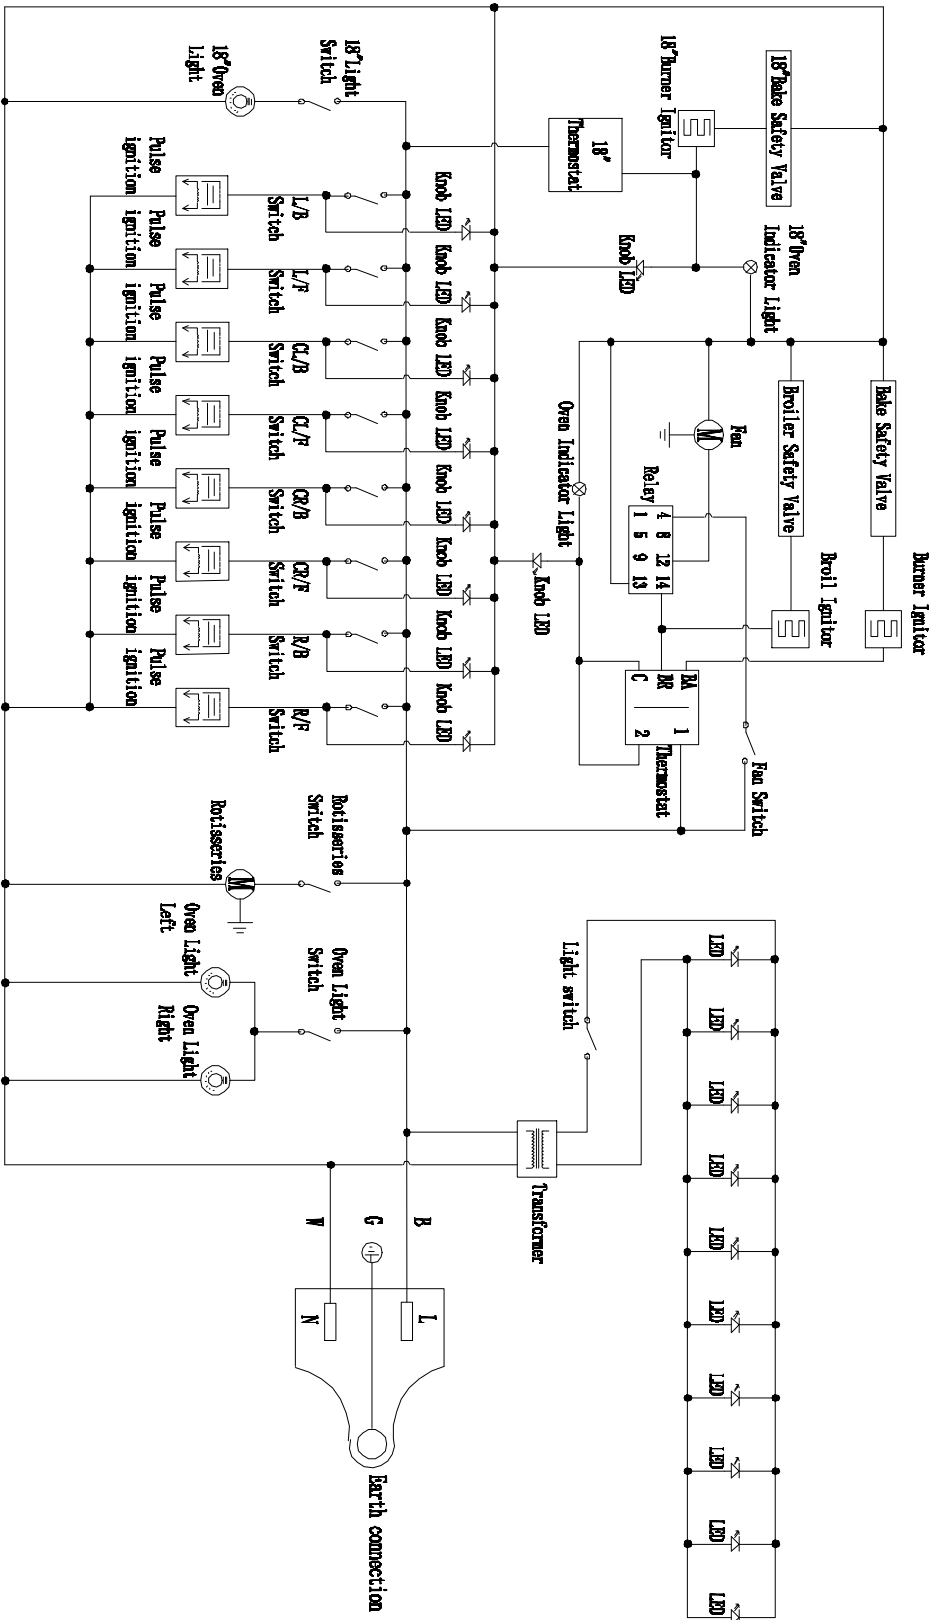 18"Bake Safety Valve
18"Burner Ignitor
18"
Thermostat
18"Light
Switch
18"Oven
Light
18"Oven
Indicator Light
Knob LED
Bake Safety Valve
Burner Ignitor
Broiler Safety Valve
Broil Ignitor
Fan
Relay
4 8 12 14
1 5 9 13
Oven Indicator Light
Knob LED
BA
BR
C
1
2
Thermostat
Fan Switch
Knob LED
Knob LED
Knob LED
Knob LED
Knob LED
Knob LED
Knob LED
Knob LED
L/B
Switch
L/F
Switch
CL/B
Switch
CL/F
Switch
CR/B
Switch
CR/F
Switch
R/B
Switch
R/F
Switch
Pulse
ignition
Pulse
ignition
Pulse
ignition
Pulse
ignition
Pulse
ignition
Pulse
ignition
Pulse
ignition
Pulse
ignition
M
Rotisseries
Switch
M
Rotisseries
Oven Light
Switch
Oven Light
Left
Oven Light
Right
LED
LED
LED
LED
LED
LED
LED
LED
LED
LED
Light switch
Transformer
B
G
W
L
N
Earth connection